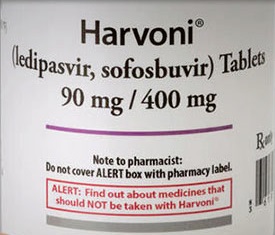 Harvoni®
(ledipasvir, sofosbuvir) Tablets
90 mg / 400 mg
Note to pharmacist:
Do not cover ALERT box with pharmacy label.
ALERT: Find out about medicines that
should NOT be taken with Harvoni®